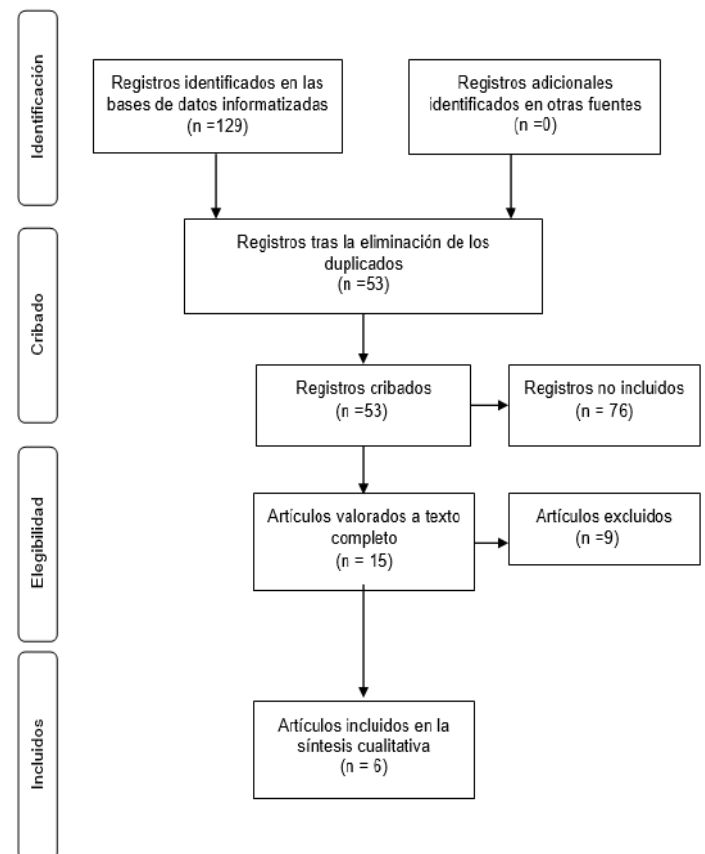 Identificación
Registros identificados en las
bases de datos informatizadas
(n =129)
Registros adicionales
identificados en otras fuentes
(n =0)
Cribado
Registros tras la eliminación de los
duplicados
(n =53)
Registros cribados
(n =53)
Registros no incluidos
(n = 76)
Elegibilidad
Artículos valorados a texto
completo
(n = 15)
Artículos excluidos
(n =9)
Incluidos
Artículos incluidos en la
síntesis cualitativa
(n = 6)